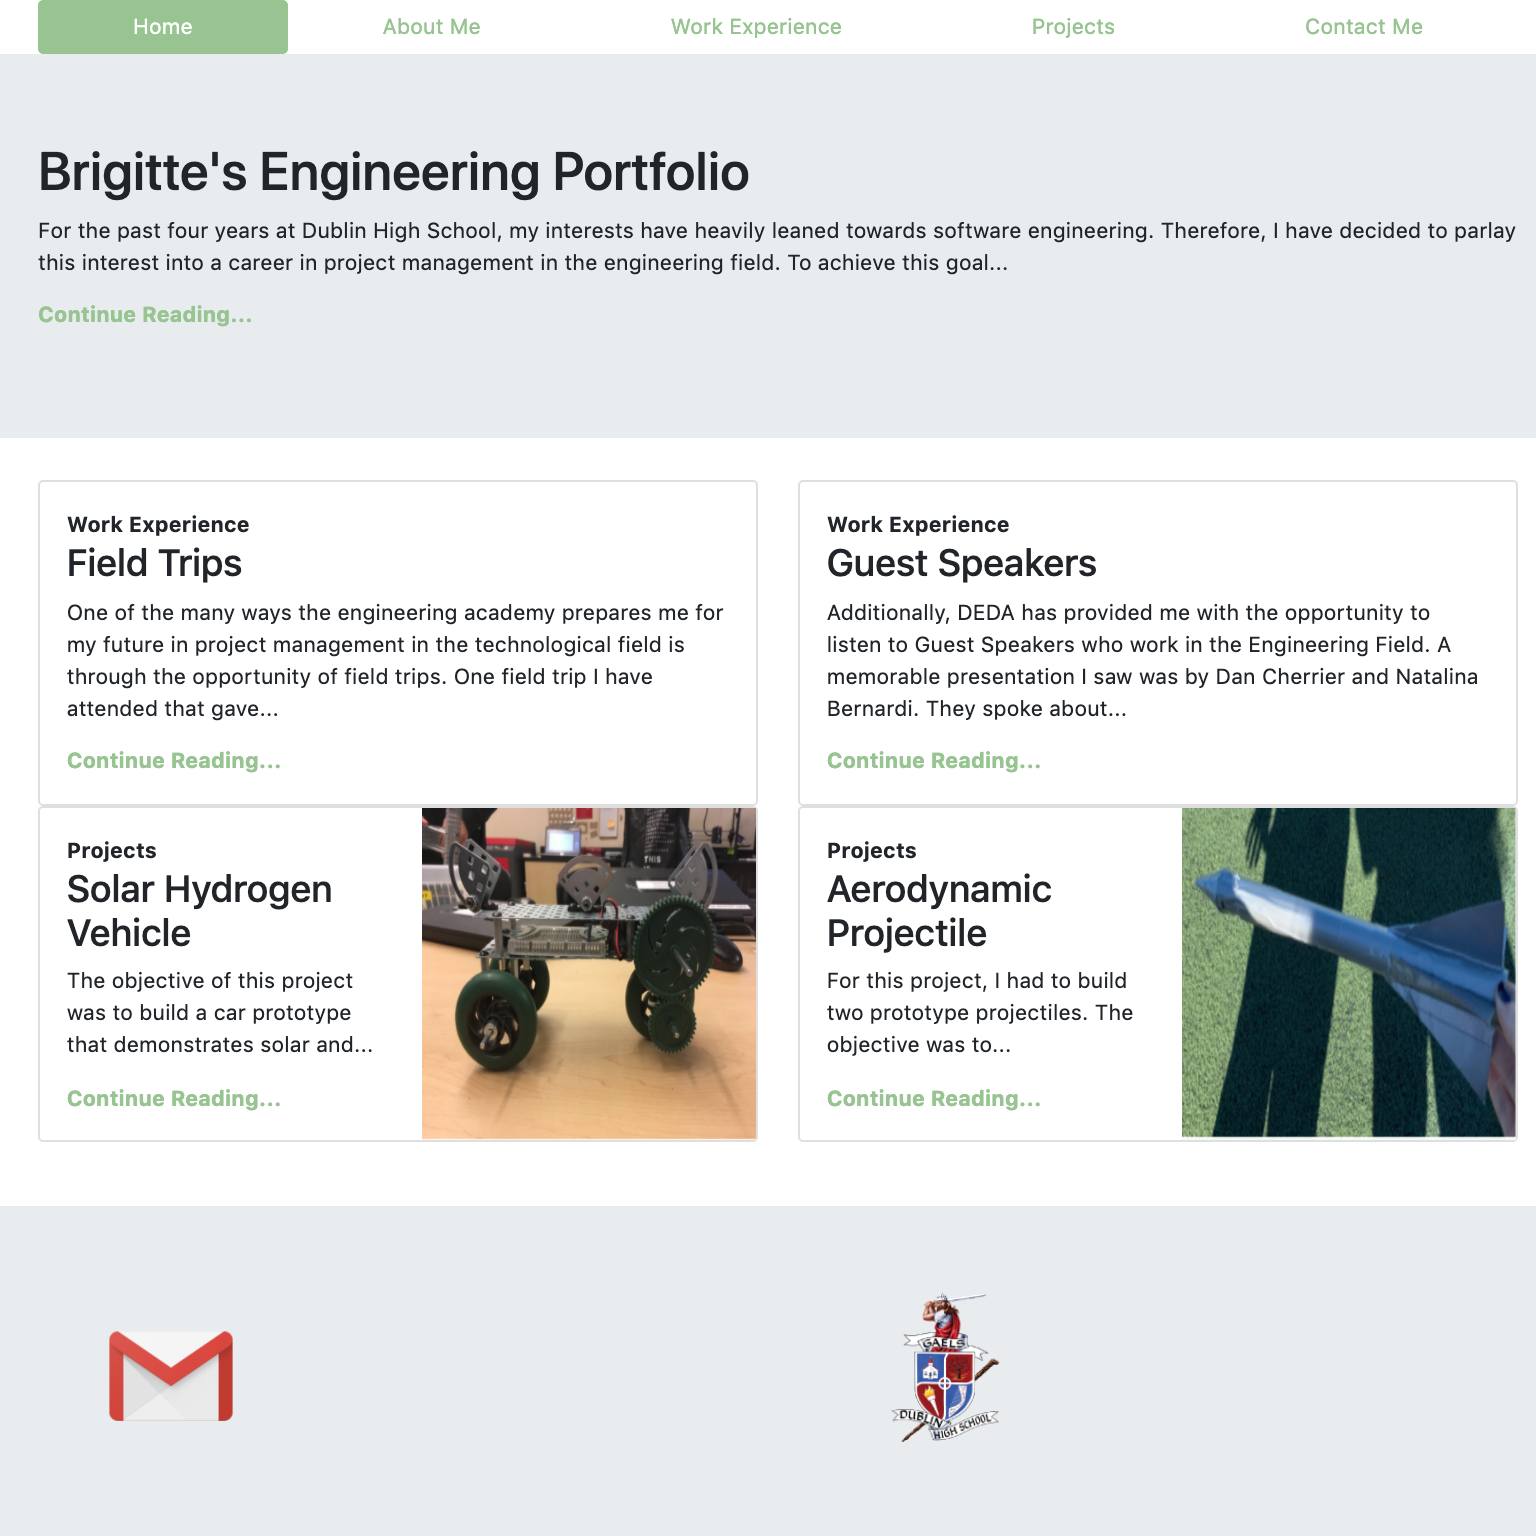 Home
About Me
Work Experience
Projects
Contact Me
Brigitte's Engineering Portfolio
For the past four years at Dublin High School, my interests have heavily leaned towards software engineering. Therefore, I have decided to parlay
this interest into a career in project management in the engineering field. To achieve this goal...
Continue Reading...
Work Experience
Field Trips
One of the many ways the engineering academy prepares me for
my future in project management in the technological field is
through the opportunity of field trips. One field trip I have
attended that gave...
Continue Reading...
Work Experience
Guest Speakers
Additionally, DEDA has provided me with the opportunity to
listen to Guest Speakers who work in the Engineering Field. A
memorable presentation I saw was by Dan Cherrier and Natalina
Bernardi. They spoke about...
Continue Reading...
Projects
Solar Hydrogen
Vehicle
The objective of this project
was to build a car prototype
that demonstrates solar and...
Continue Reading...
THIS
Projects
Aerodynamic
Projectile
For this project, I had to build
two prototype projectiles. The
objective was to...
Continue Reading...
GAELS
DUBLIN
HIGH SCHOOL